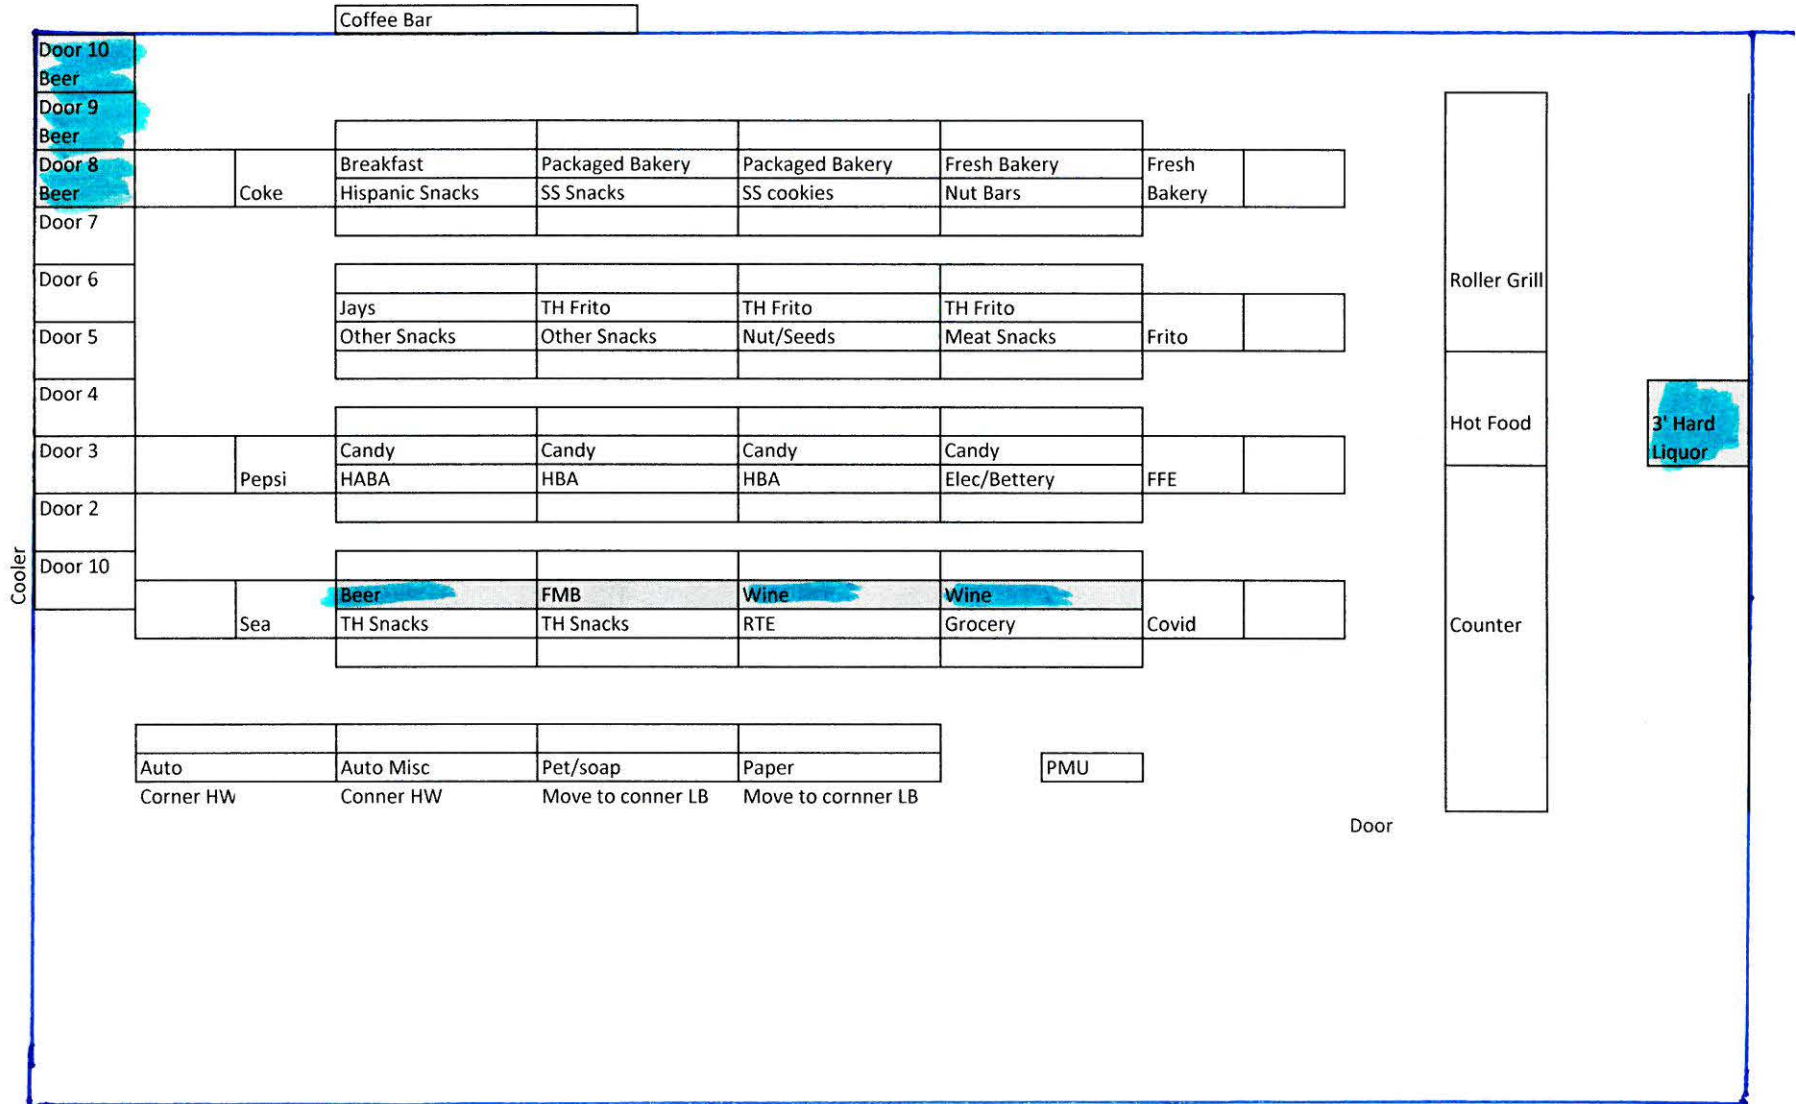 Coffee Bar
Door 10
Beer
Door 9
Beer
Door 8 Breakfast Packaged Bakery Packaged Bakery Fresh Bakery Fresh
Beer Coke Hispanic Snacks SS Snacks SS cookies Nut Bars Bakery
Door 7
Door 6 Roller Grill
Jays TH Frito TH Frito TH Frito
Door 5 Other Snacks Other Snacks Nut/Seeds Meat Snacks Frito
Door 4
Hot Food 3' Hard
Door 3 Candy Candy Candy Candy Liquor
Pepsi HABA HBA HBA Elec/Bettery FFE
Door 2
Cooler
Door 10
Beer FMB Wine Wine
Sea TH Snacks TH Snacks RTE Grocery Covid Counter
Auto Auto Misc Pet/soap Paper PMU
Corner HW Conner HW Move to conner LB Move to cornner LB
Door